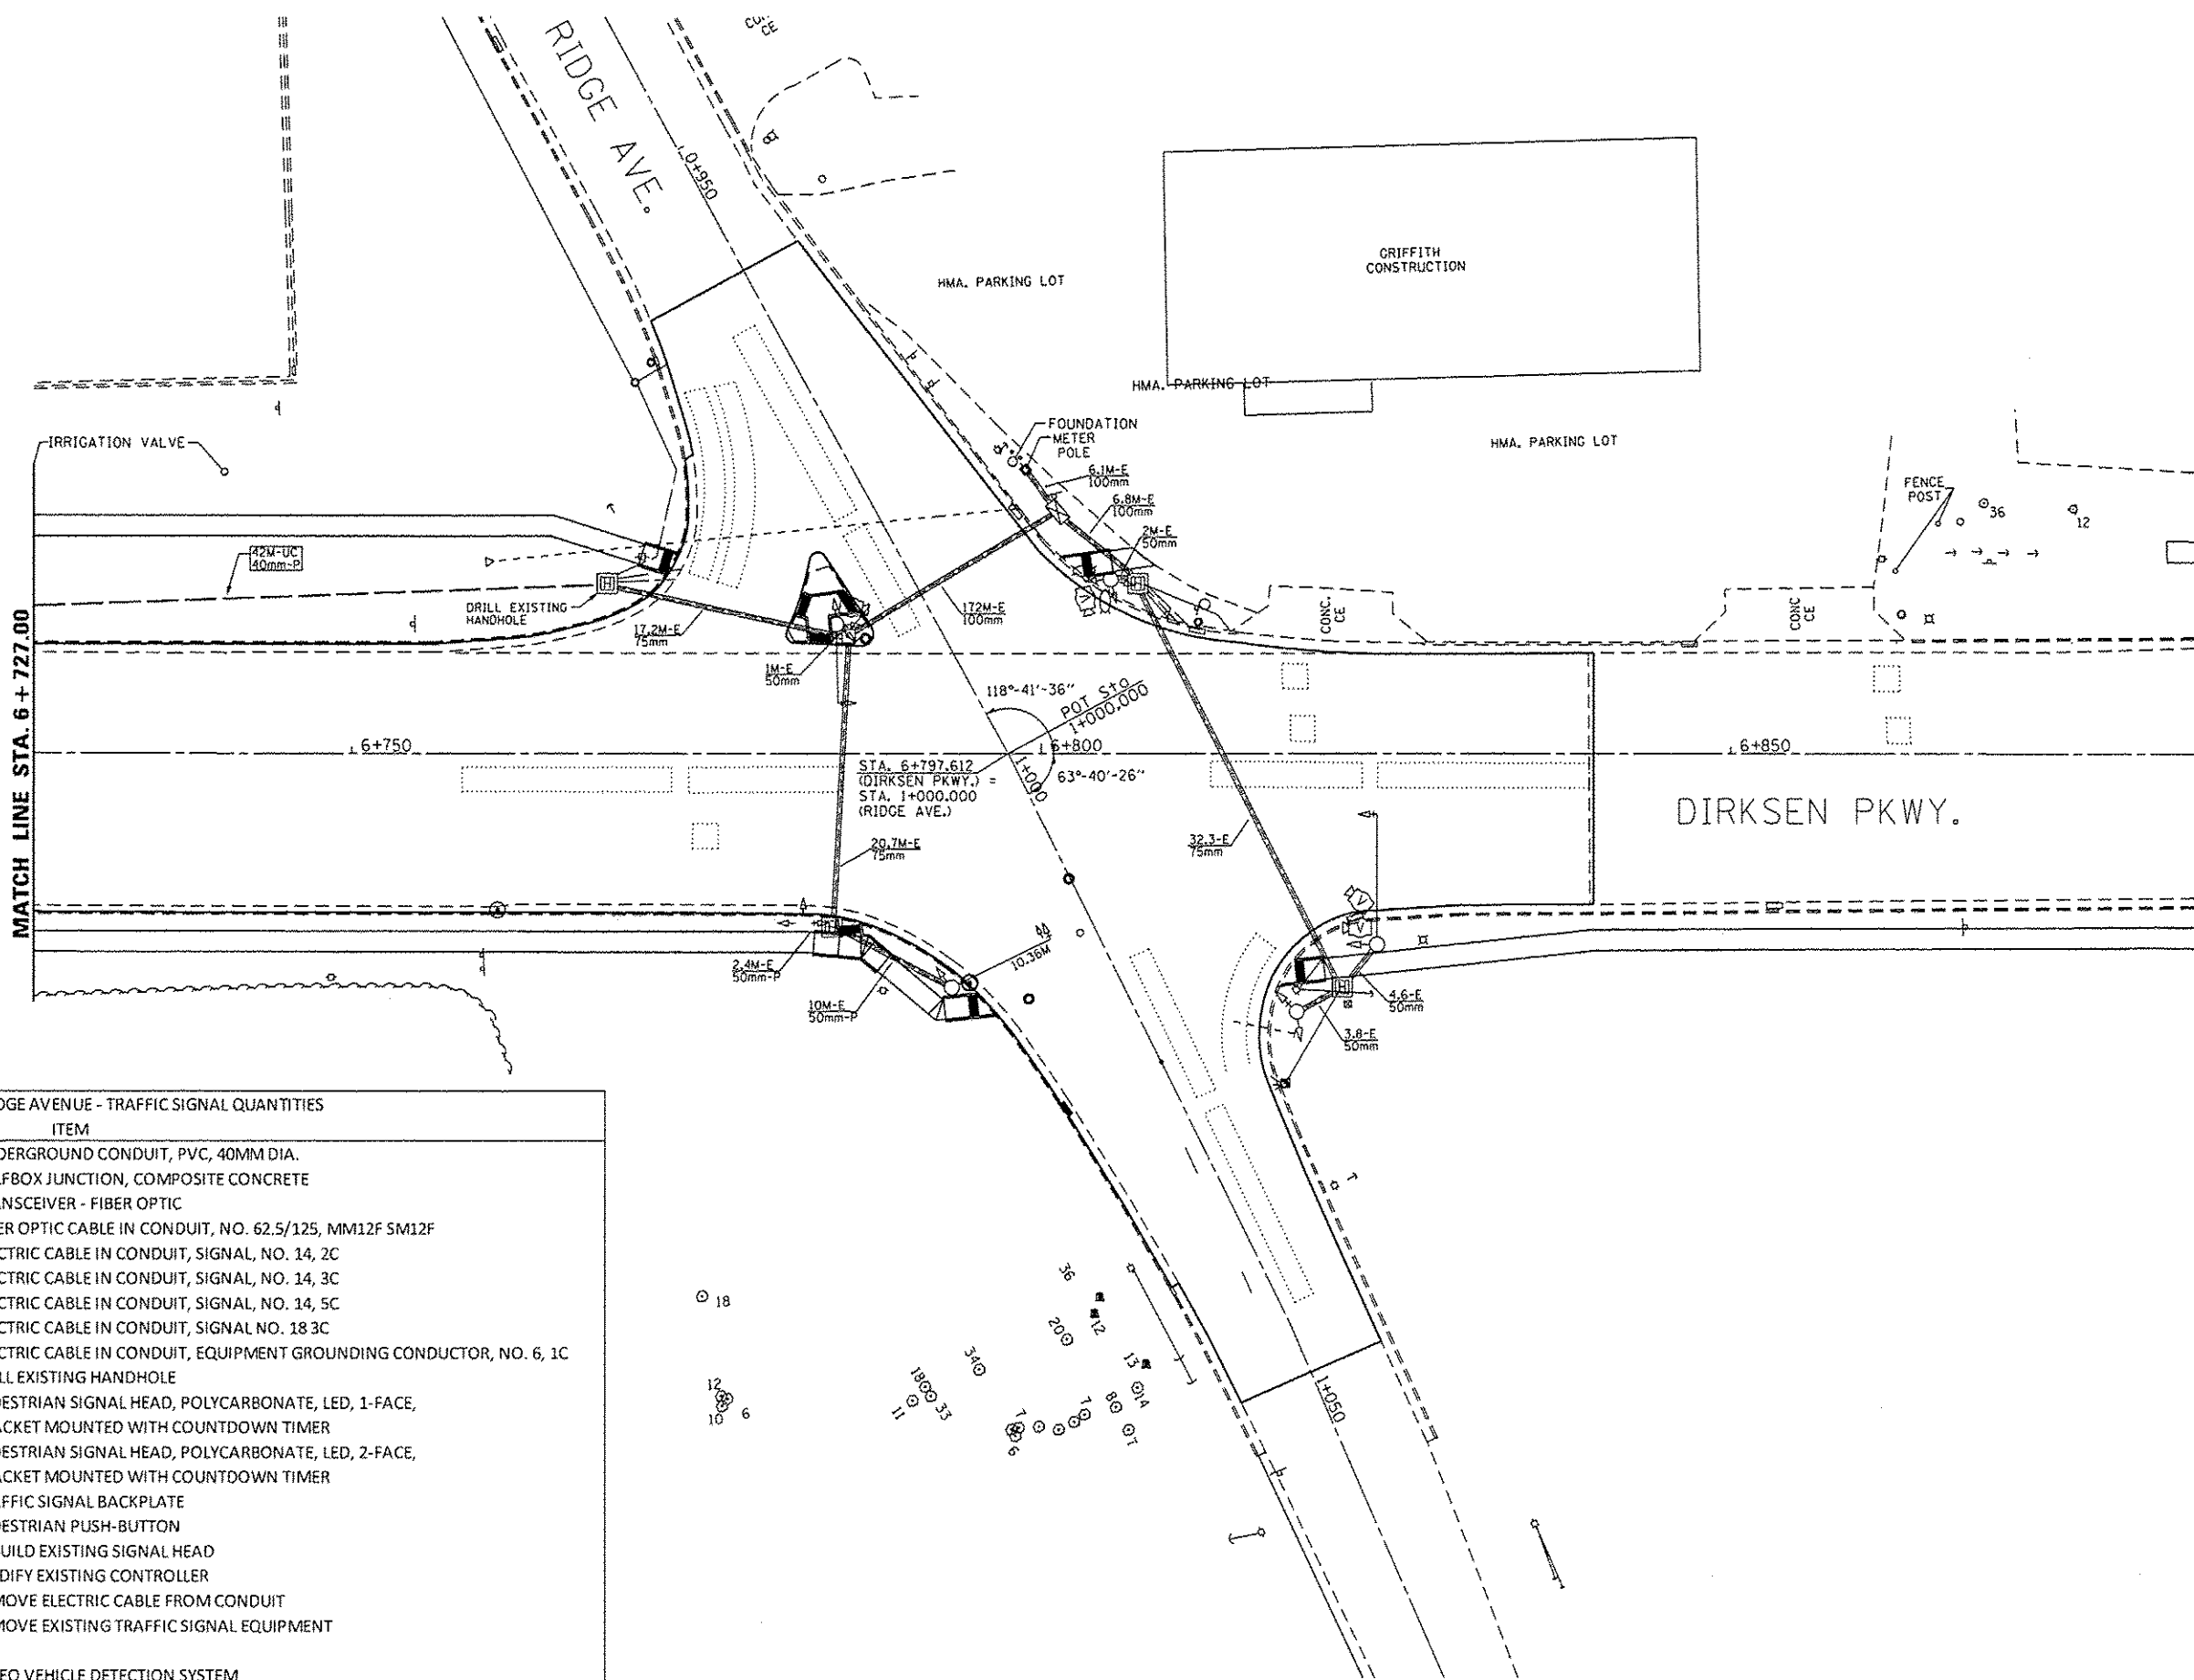 RIDGE AVE.
0+950
GRIFFITH
CONSTRUCTION
HMA. PARKING LOT
HMA. PARKING LOT
HMA. PARKING LOT
IRRIGATION VALVE
FOUNDATION
METER
POLE
6.1M-E
100mm
6.8M-E
100mm
2M-E
50mm
FENCE
POST
36
12
42M-UC
40mm-P
DRILL EXISTING
HANDHOLE
17.2M-E
75mm
172M-E
100mm
1M-E
50mm
CONC.
CE
CONC
CE
MATCH LINE STA. 6+727.00
118°-41'-36"
POT Sta
1+000.000
6+750
6+800
6+850
1+000
63°-40'-26"
STA. 6+797.612
(DIRKSEN PKWY.) =
STA. 1+000.000
(RIDGE AVE.)
DIRKSEN PKWY.
20.7M-E
75mm
32.3-E
75mm
10.36M
2.4M-E
50mm-P
10M-E
50mm-P
4.6-E
50mm
3.8-E
50mm
DGE AVENUE - TRAFFIC SIGNAL QUANTITIES
ITEM
DERGROUND CONDUIT, PVC, 40MM DIA.
FBOX JUNCTION, COMPOSITE CONCRETE
NSCEIVER - FIBER OPTIC
ER OPTIC CABLE IN CONDUIT, NO. 62.5/125, MM12F SM12F
CTRIC CABLE IN CONDUIT, SIGNAL, NO. 14, 2C
CTRIC CABLE IN CONDUIT, SIGNAL, NO. 14, 3C
CTRIC CABLE IN CONDUIT, SIGNAL, NO. 14, 5C
CTRIC CABLE IN CONDUIT, SIGNAL NO. 18 3C
CTRIC CABLE IN CONDUIT, EQUIPMENT GROUNDING CONDUCTOR, NO. 6, 1C
LL EXISTING HANDHOLE
DESTRIAN SIGNAL HEAD, POLYCARBONATE, LED, 1-FACE,
ACKET MOUNTED WITH COUNTDOWN TIMER
DESTRIAN SIGNAL HEAD, POLYCARBONATE, LED, 2-FACE,
ACKET MOUNTED WITH COUNTDOWN TIMER
FFIC SIGNAL BACKPLATE
DESTRIAN PUSH-BUTTON
UILD EXISTING SIGNAL HEAD
DIFY EXISTING CONTROLLER
MOVE ELECTRIC CABLE FROM CONDUIT
MOVE EXISTING TRAFFIC SIGNAL EQUIPMENT
EO VEHICLE DETECTION SYSTEM
18
36
12
20
13
34
14
18
33
11
8
7
7
6
12
10
6
1+050